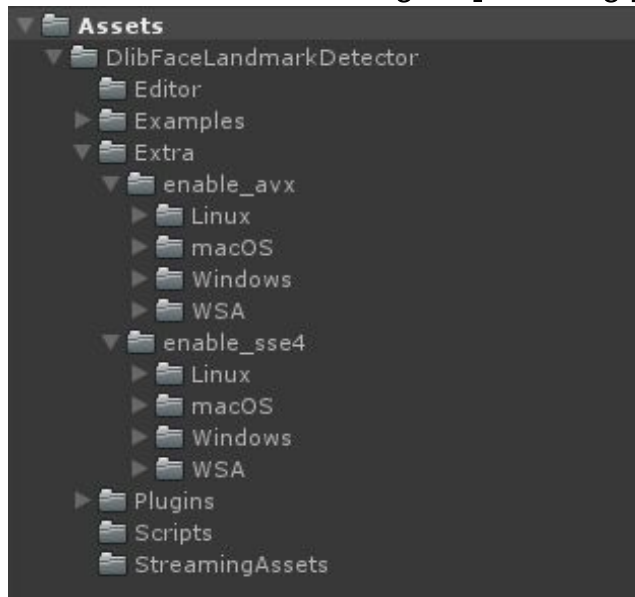 Assets
DlibFaceLandmarkDetector
Editor
Examples
Extra
enable_avx
Linux
macOS
Windows
WSA
enable_sse4
Linux
macOS
Windows
WSA
Plugins
Scripts
StreamingAssets